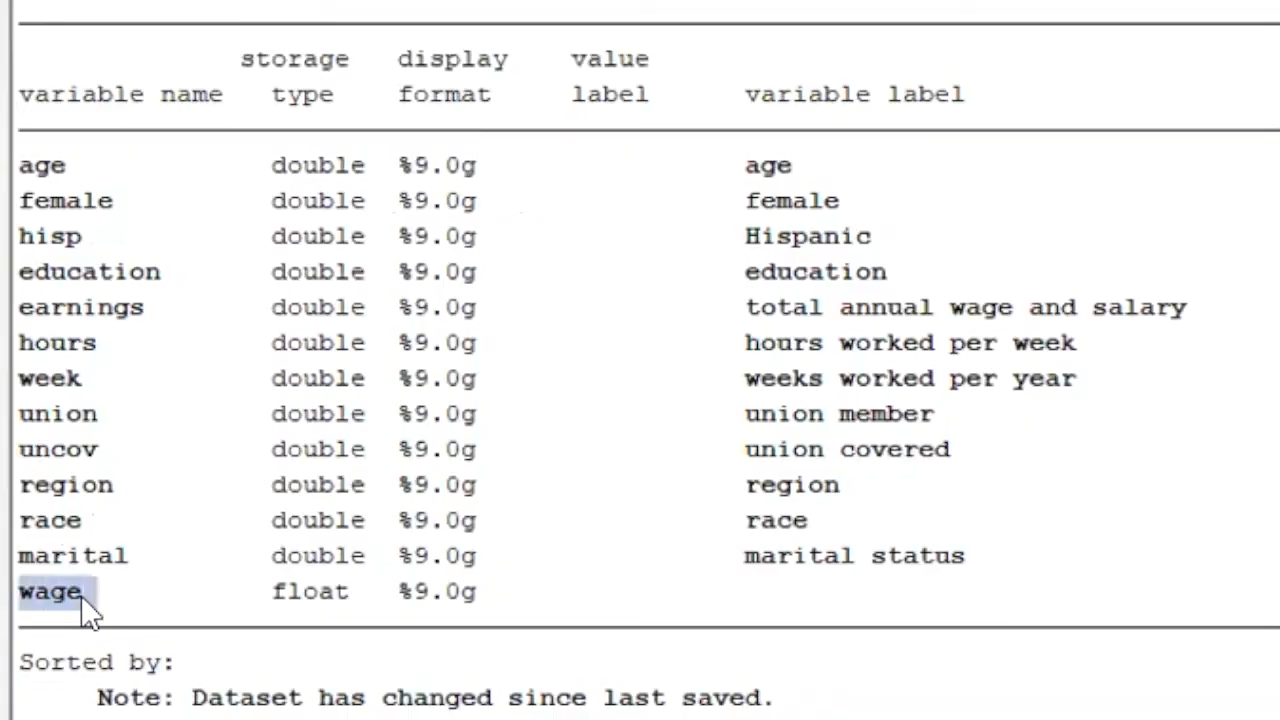 storage display value
variable name type format label variable label
age double %9.0g age
female double %9.0g female
hisp double %9.0g Hispanic
education double %9.0g education
earnings double %9.0g total annual wage and salary
hours double %9.0g hours worked per week
week double %9.0g weeks worked per year
union double %9.0g union member
uncov double %9.0g union covered
region double %9.0g region
race double %9.0g race
marital double %9.0g marital status
wage float %9.0g
Sorted by:
Note: Dataset has changed since last saved.